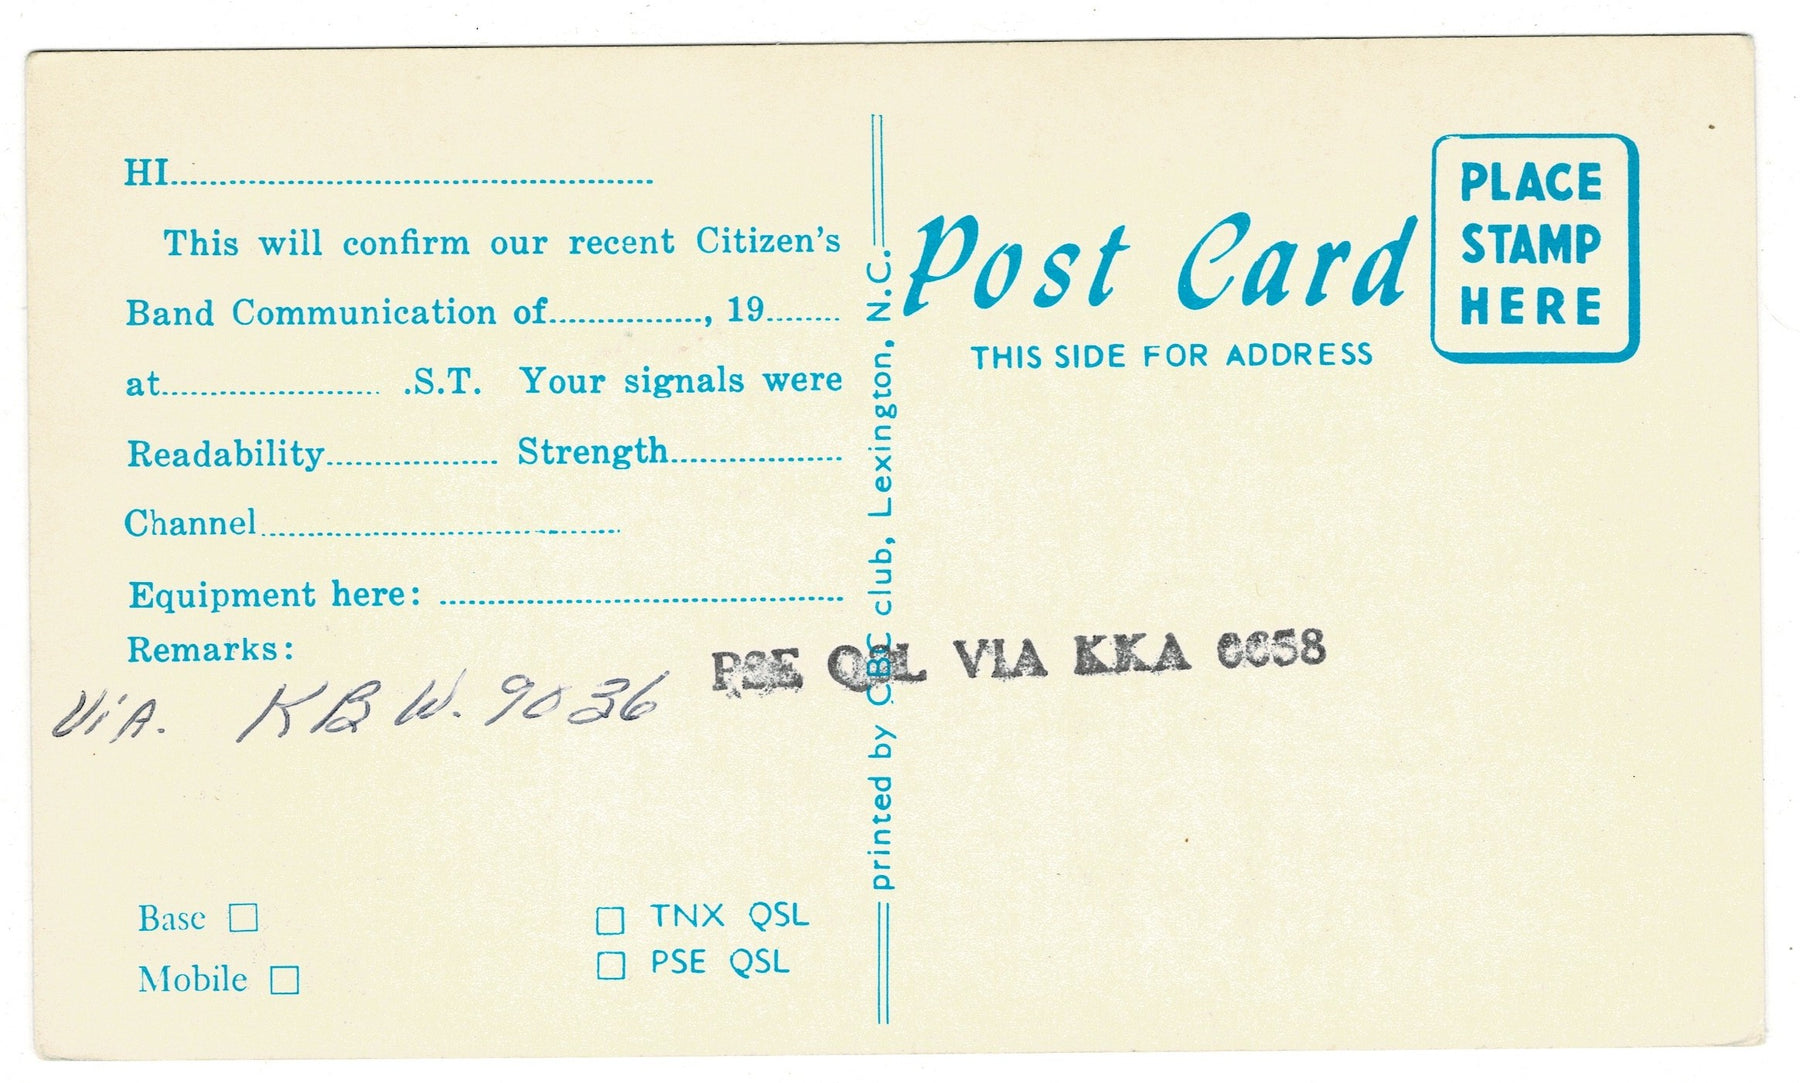 HI
This will confirm our recent Citizen's
Band Communication of , 19
at .S.T. Your signals were
Readability Strength
Channel
Equipment here:
Remarks:
ViA. KBW. 9036
PSE QSL VIA KKA 6658
Base
Mobile
TNX QSL
PSE QSL
printed by CBC club, Lexington, N.C.
Post Card
THIS SIDE FOR ADDRESS
PLACE
STAMP
HERE